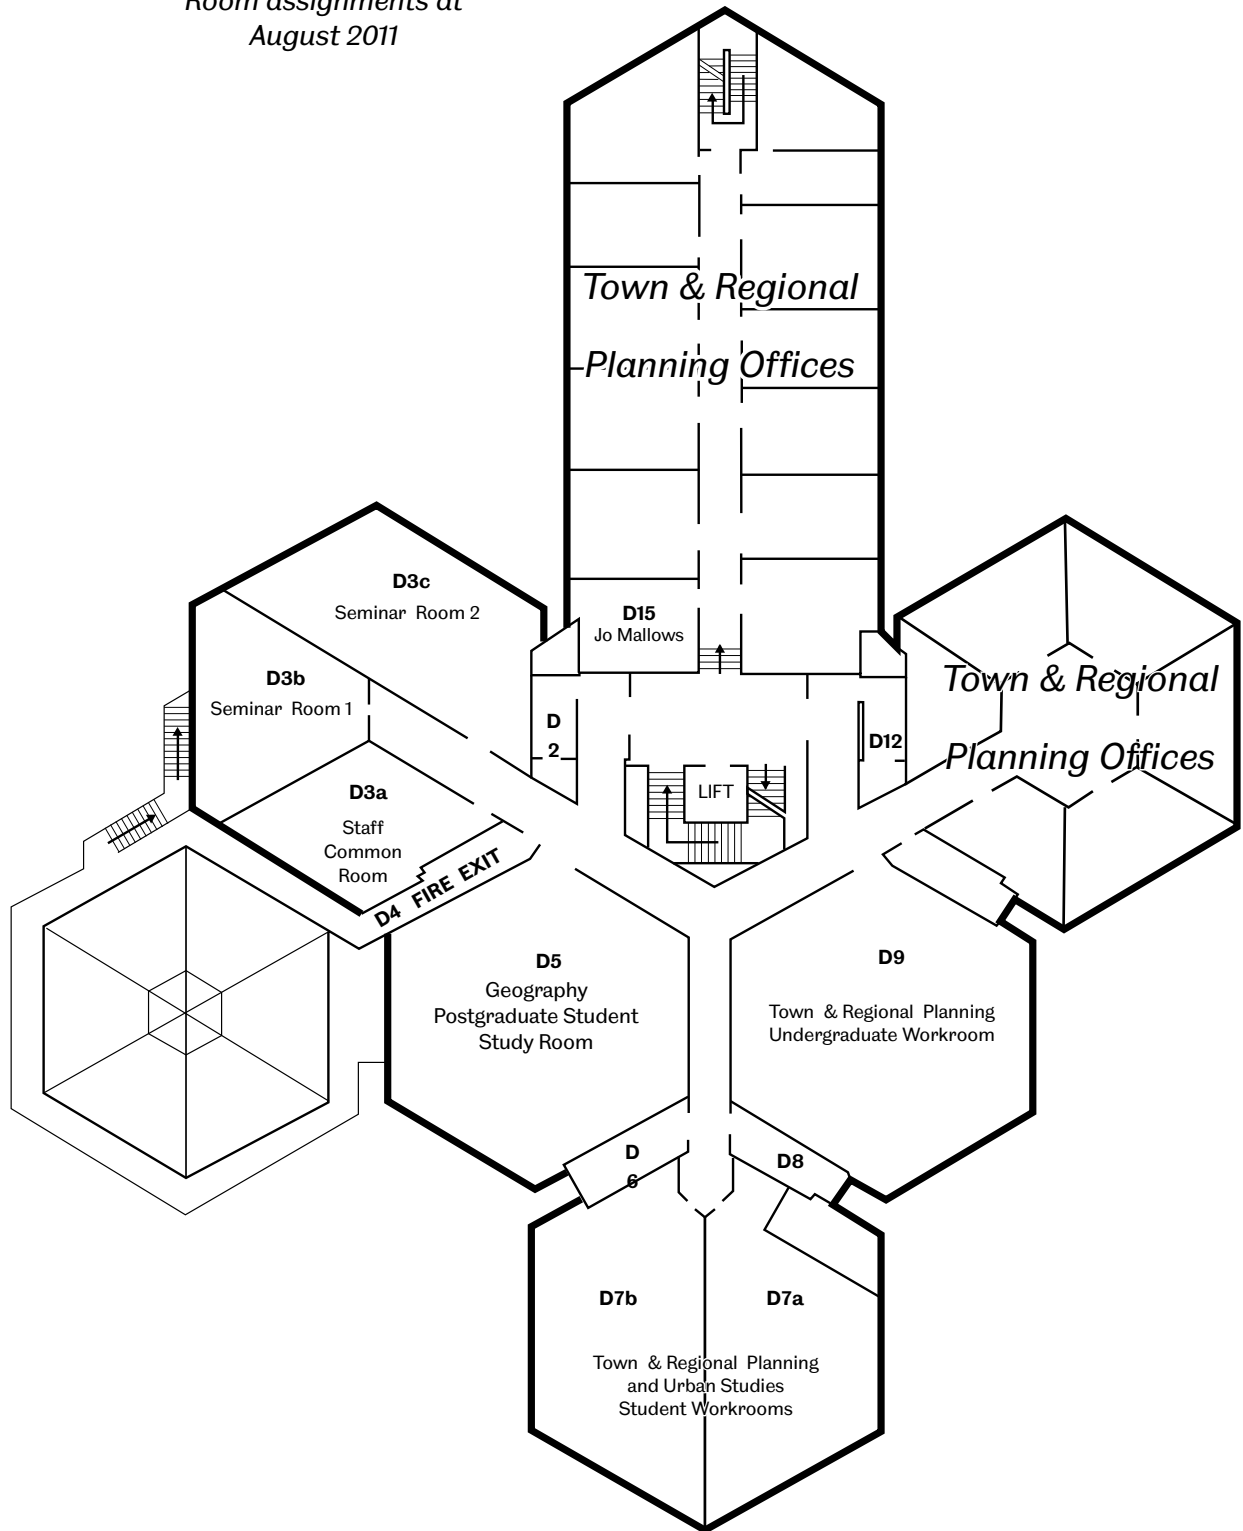 Room assignments at
August 2011
Town & Regional
Planning Offices
D3c
Seminar Room 2
D15
Jo Mallows
D3b
Seminar Room 1
Town & Regional
Planning Offices
D
2
D12
LIFT
D3a
Staff
Common
Room
D4 FIRE EXIT
D5
Geography
Postgraduate Student
Study Room
D9
Town & Regional Planning
Undergraduate Workroom
D
6
D8
D7b
D7a
Town & Regional Planning
and Urban Studies
Student Workrooms